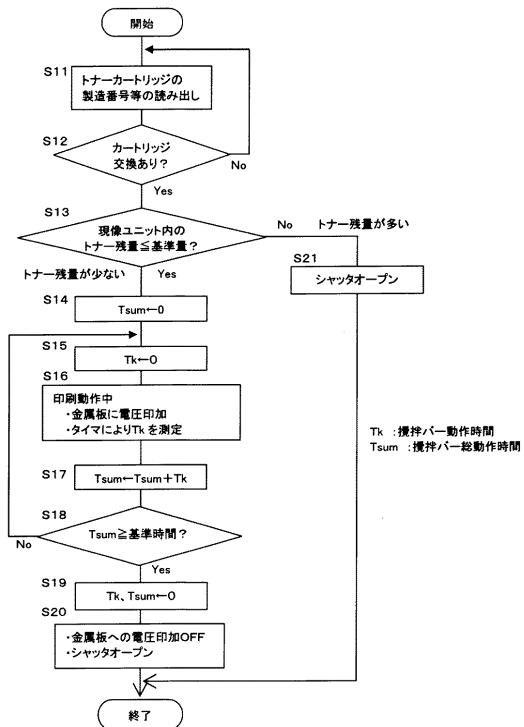 開始
S11
トナーカートリッジの
製造番号等の読み出し
S12
カートリッジ
交換あり？
No
Yes
S13
現像ユニット内の
トナー残量≦基準量？
No トナー残量が多い
トナー残量が少ない Yes
S21
シャッタオープン
S14
Tsum←0
S15
Tk←0
S16
印刷動作中
・金属板に電圧印加
・タイマによりTkを測定
Tk ：攪拌バー動作時間
Tsum ：攪拌バー総動作時間
S17
Tsum←Tsum＋Tk
S18
Tsum≧基準時間？
No
Yes
S19
Tk、Tsum←0
S20
・金属板への電圧印加OFF
・シャッタオープン
終了